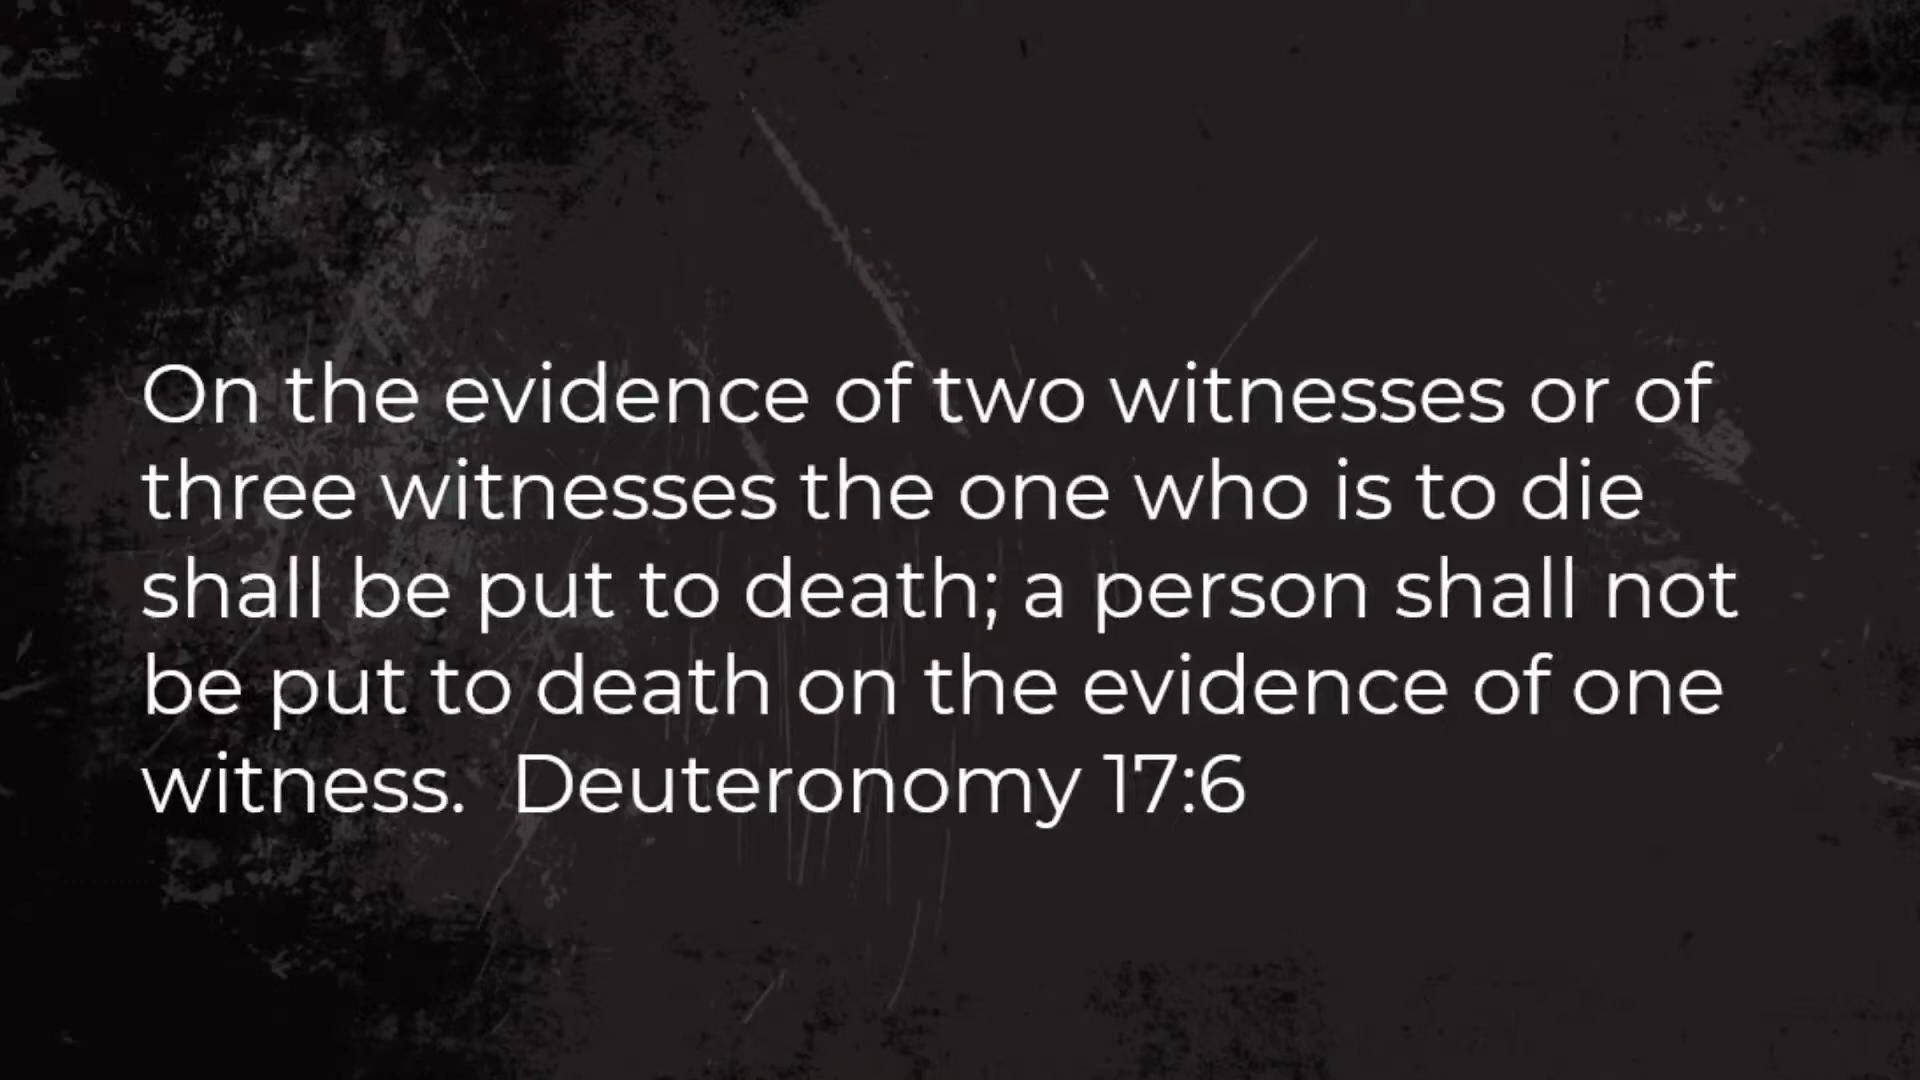 On the evidence of two witnesses or of
three witnesses the one who is to die
shall be put to death; a person shall not
be put to death on the evidence of one
witness.  Deuteronomy 17:6